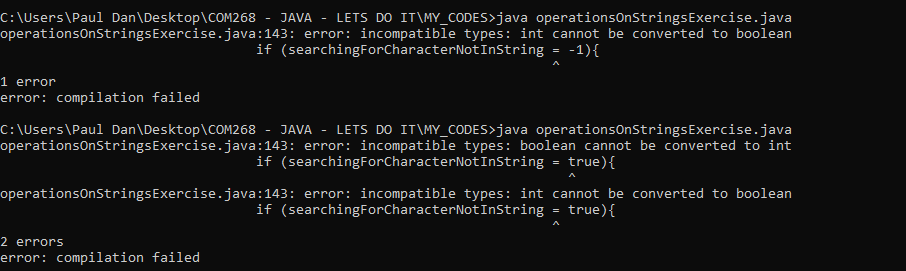 C:\Users\Paul Dan\Desktop\COM268 - JAVA - LETS DO IT\MY_CODES>java operationsOnStringsExercise.java
operationsOnStringsExercise.java:143: error: incompatible types: int cannot be converted to boolean
if (searchingForCharacterNotInString = -1){
^
1 error
error: compilation failed
C:\Users\Paul Dan\Desktop\COM268 - JAVA - LETS DO IT\MY_CODES>java operationsOnStringsExercise.java
operationsOnStringsExercise.java:143: error: incompatible types: boolean cannot be converted to int
if (searchingForCharacterNotInString = true){
^
operationsOnStringsExercise.java:143: error: incompatible types: int cannot be converted to boolean
if (searchingForCharacterNotInString = true){
^
2 errors
error: compilation failed